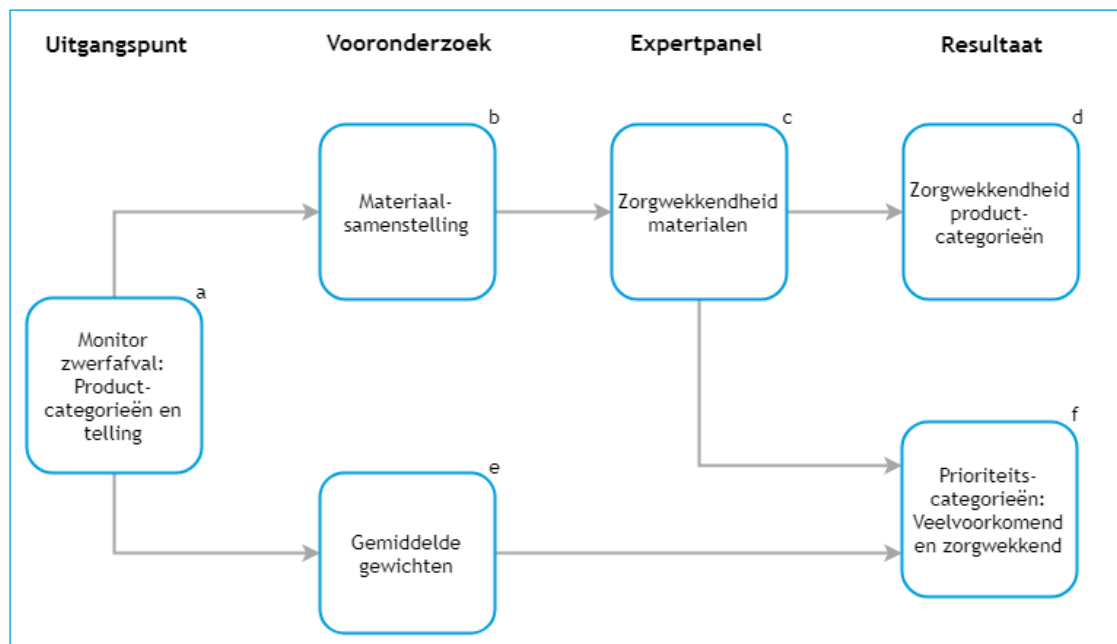 Uitgangspunt
Vooronderzoek
Expertpanel
Resultaat
a
Monitor
zwerfafval:
Product-
categorieën en
telling
b
Materiaal-
samenstelling
c
Zorgwekkendheid
materialen
d
Zorgwekkendheid
product-
categorieën
e
Gemiddelde
gewichten
f
Prioriteits-
categorieën:
Veelvoorkomend
en zorgwekkend